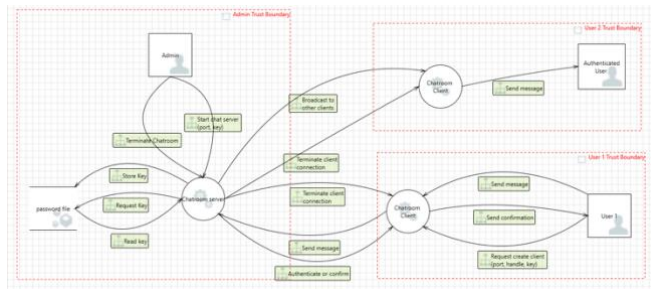 Admin Trust Boundary
User 2 Trust Boundary
Admin
Authenticated
User
Chatroom
Client
Send message
Broadcast to
other clients
Start chat server
(port, key)
Terminate Chatroom
Terminate client
connection
User 1 Trust Boundary
Store Key
password file
Request Key
Read key
Chatroom server
Terminate client
connection
Send message
Authenticate or confirm
Chatroom
Client
Send message
Send confirmation
Request create client
(port, handle, key)
User 1